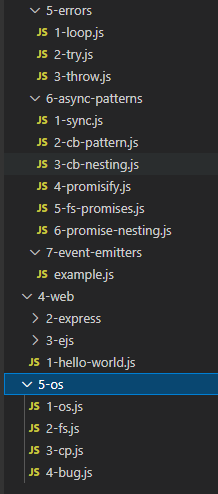 5-errors
JS 1-loop.js
JS 2-try.js
JS 3-throw.js
6-async-patterns
JS 1-sync.js
JS 2-cb-pattern.js
JS 3-cb-nesting.js
JS 4-promisify.js
JS 5-fs-promises.js
JS 6-promise-nesting.js
7-event-emitters
JS example.js
4-web
2-express
3-ejs
JS 1-hello-world.js
5-os
JS 1-os.js
JS 2-fs.js
JS 3-cp.js
JS 4-bug.js